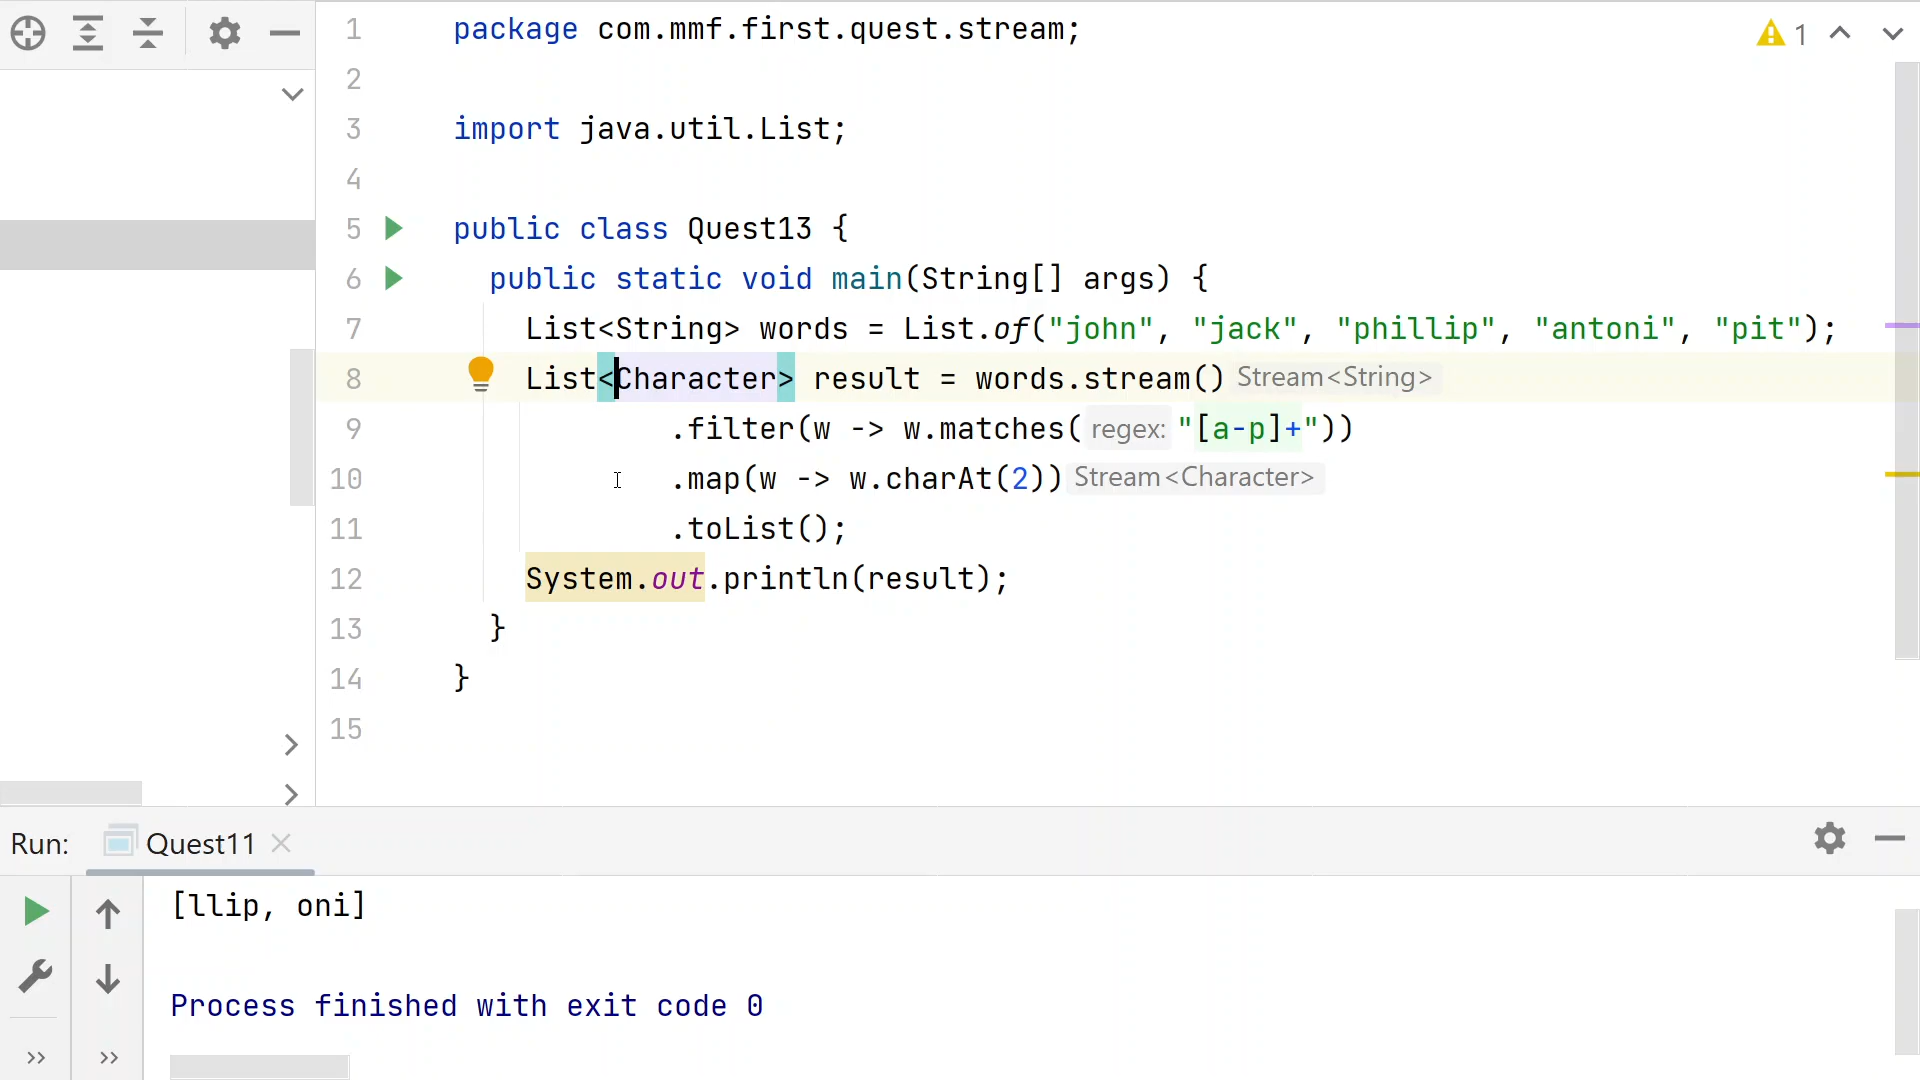 1 package com.mmf.first.quest.stream;
⚠ 1
2
3 import java.util.List;
4
5 public class Quest13 {
6 public static void main(String[] args) {
7 List<String> words = List.of("john", "jack", "phillip", "antoni", "pit");
8 List<Character> result = words.stream() Stream<String>
9 .filter(w -> w.matches( regex: "[a-p]+"))
10 .map(w -> w.charAt(2)) Stream<Character>
11 .toList();
12 System.out.println(result);
13 }
14 }
15
Run: Quest11
[llip, oni]
Process finished with exit code 0